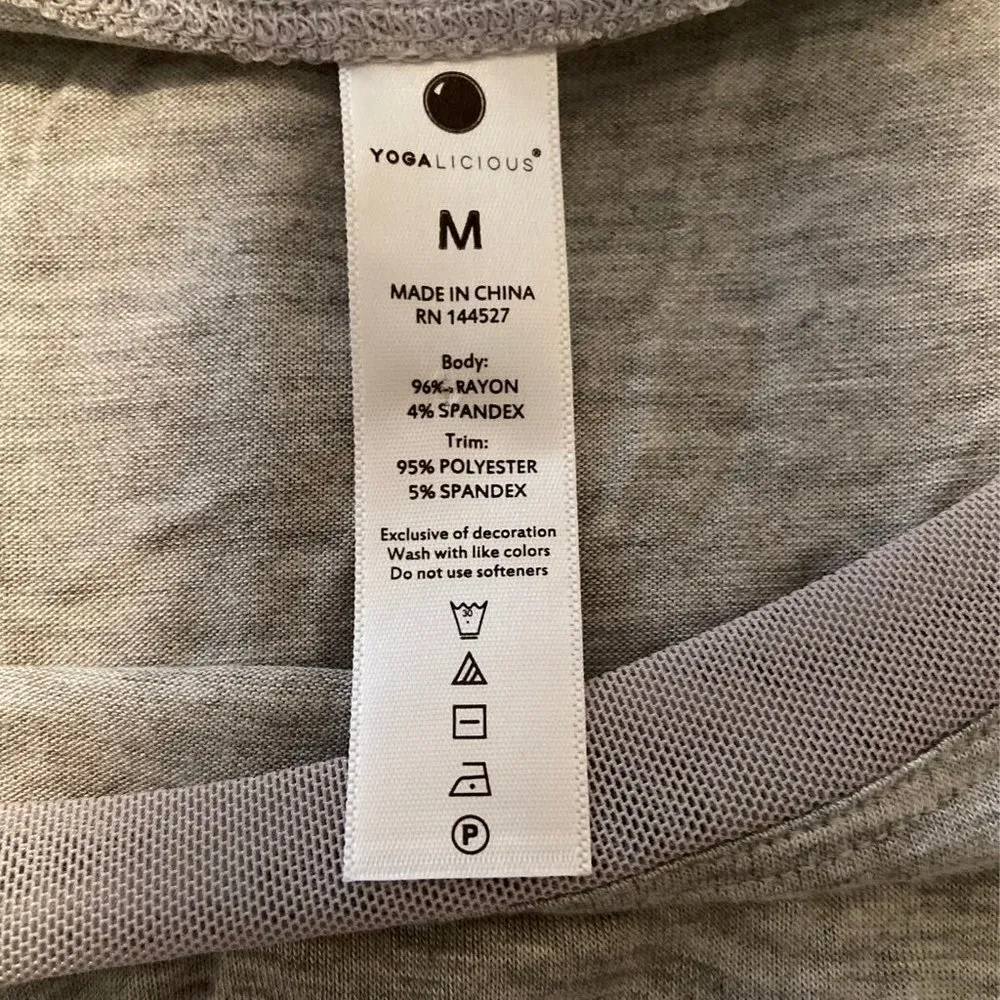 YOGALICIOUS®
M
MADE IN CHINA
RN 144527
Body:
96% RAYON
4% SPANDEX
Trim:
95% POLYESTER
5% SPANDEX
Exclusive of decoration
Wash with like colors
Do not use softeners
30
P